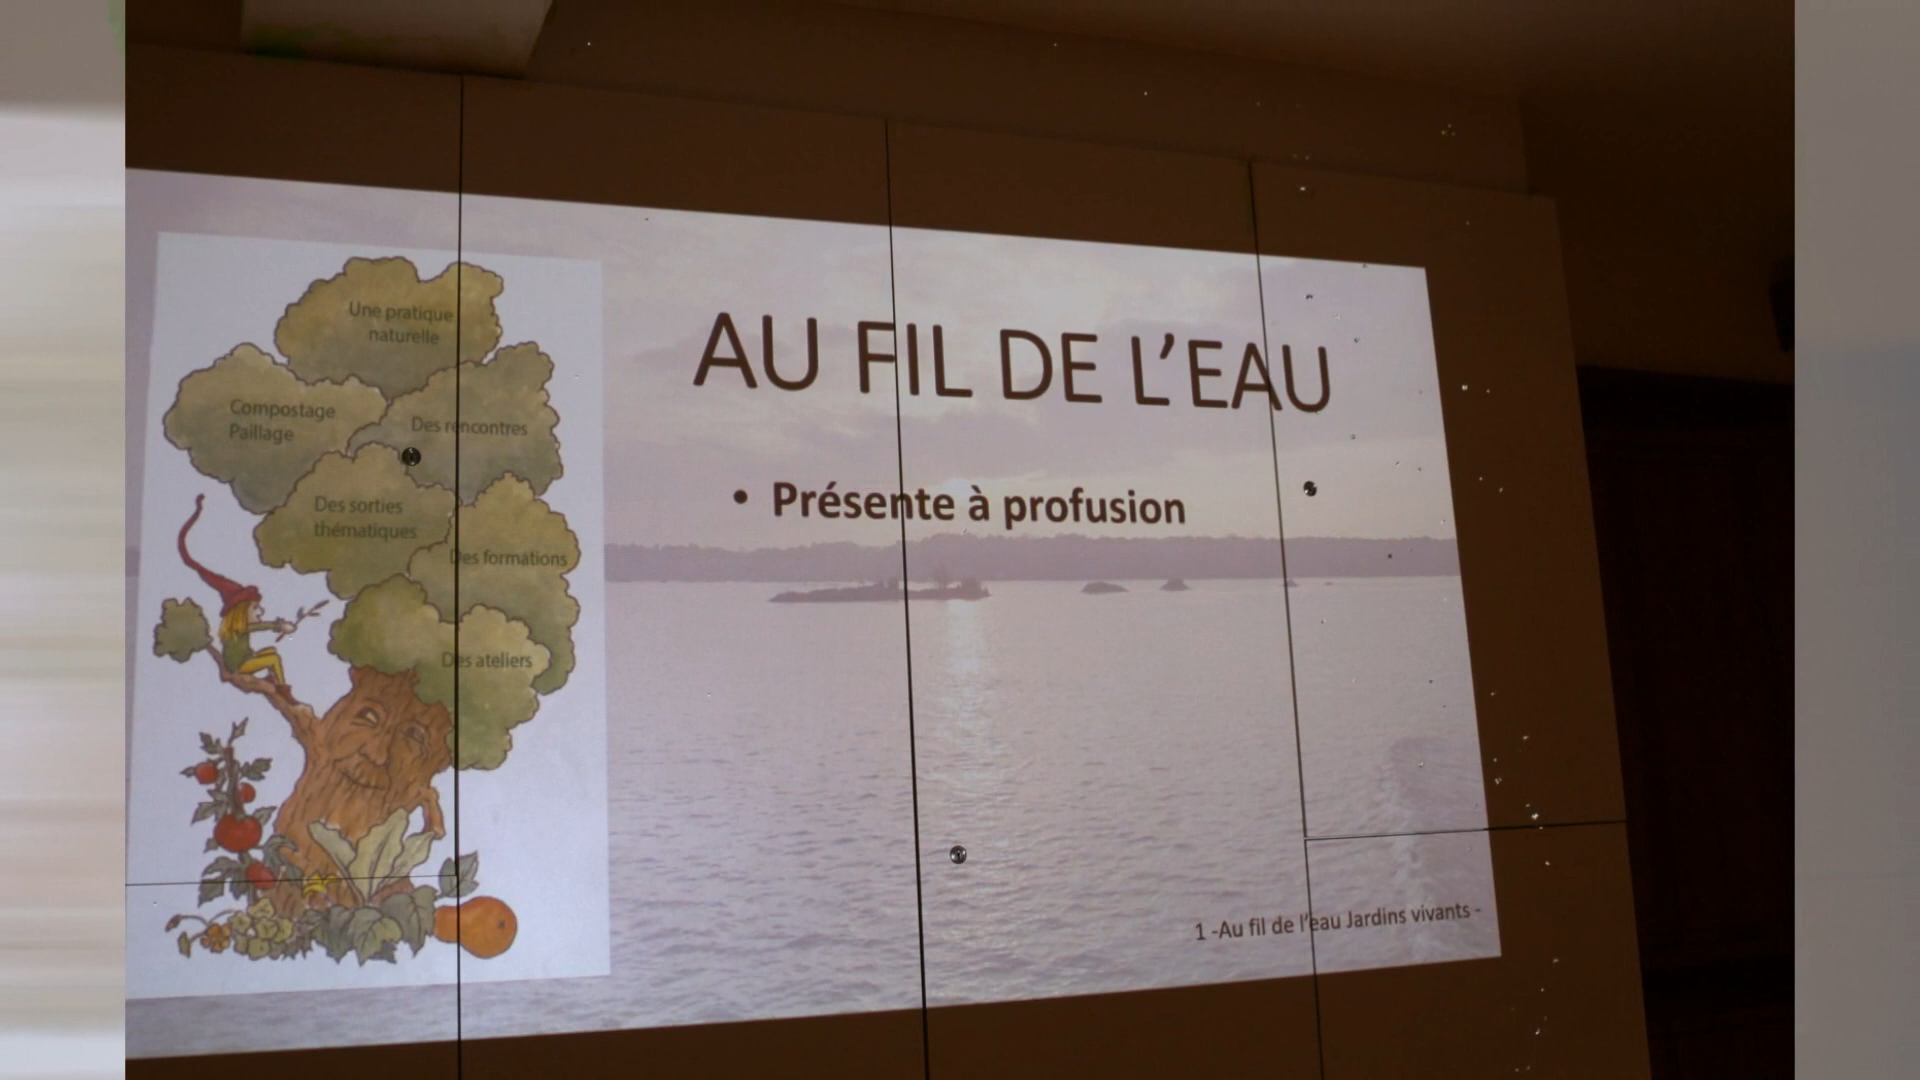 Une pratique
naturelle
Compostage
Paillage
Des rencontres
Des sorties
thématiques
Des formations
Des ateliers
AU FIL DE L'EAU
• Présente à profusion
1 -Au fil de l'eau Jardins vivants -